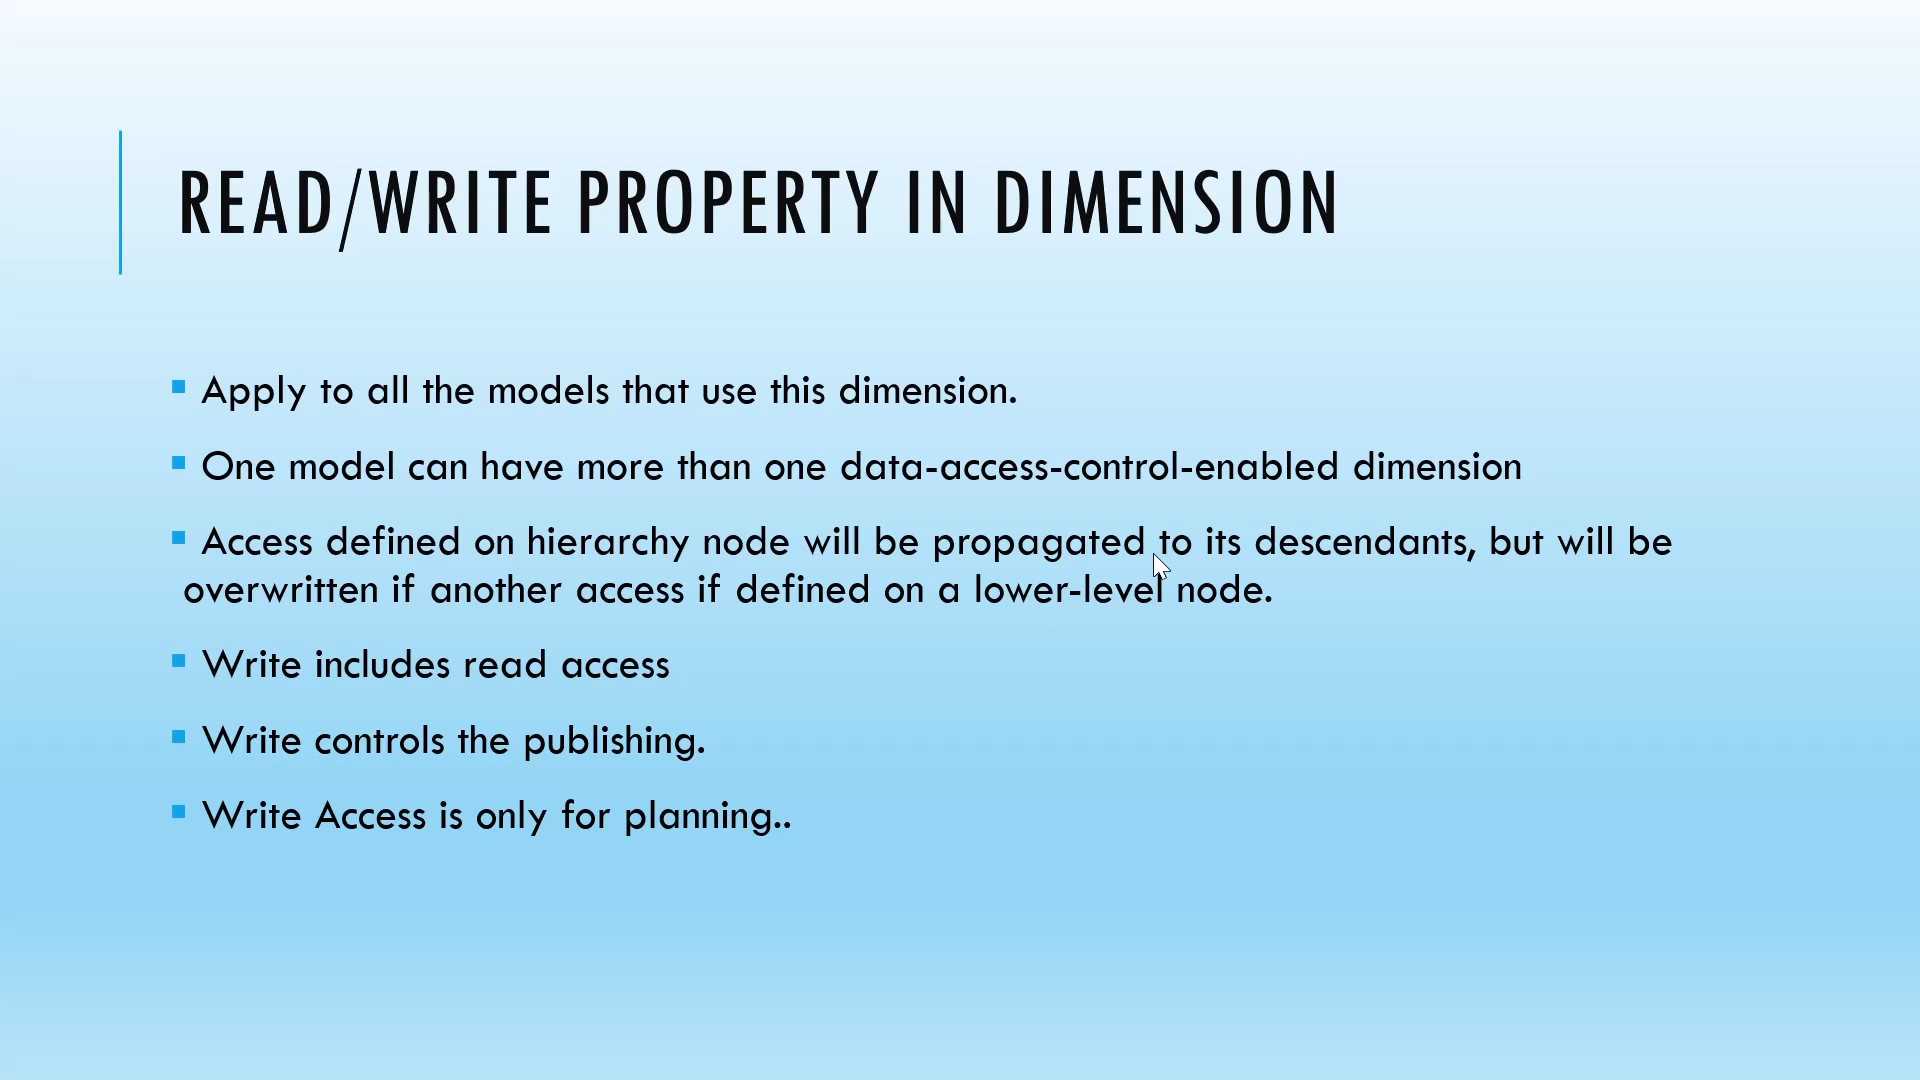 READ/WRITE PROPERTY IN DIMENSION
Apply to all the models that use this dimension.
One model can have more than one data-access-control-enabled dimension
Access defined on hierarchy node will be propagated to its descendants, but will be
overwritten if another access if defined on a lower-level node.
Write includes read access
Write controls the publishing.
Write Access is only for planning..